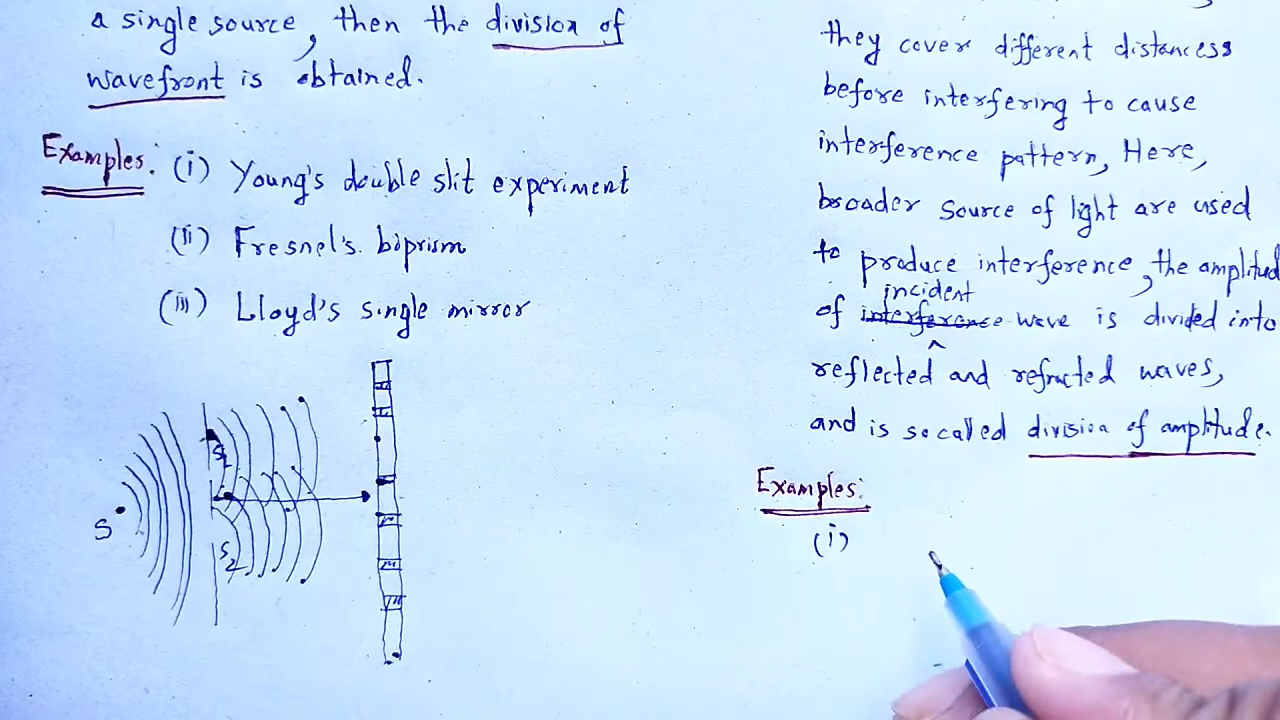 a single source, then the division of
wavefront is obtained.
Examples: (i) Young's double slit experiment
(ii) Fresnel's biprism
(iii) Lloyd's single mirror
S
S1
S2
they cover different distancess
before interfering to cause
interference pattern, Here,
broader source of light are used
to produce interference, the amplitud
incident
of interference wave is divided into
reflected and refracted waves,
and is so called division of amplitude.
Examples:
(i)